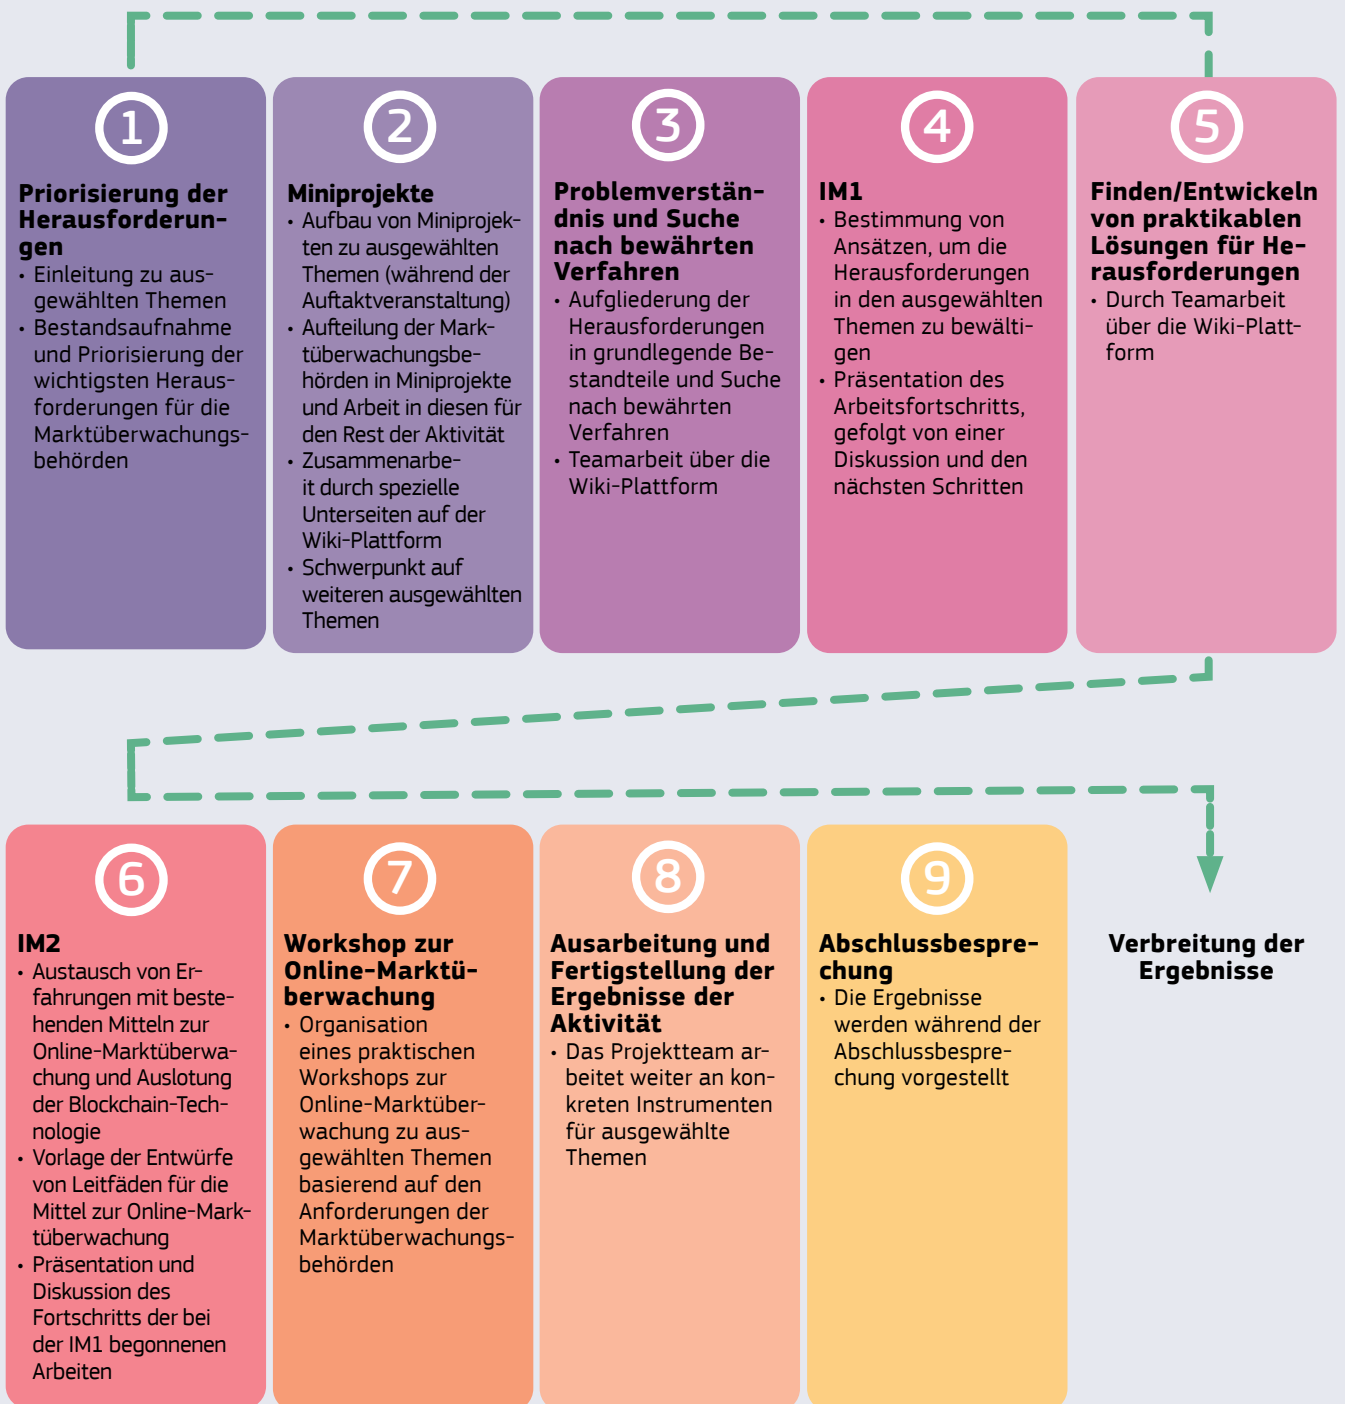 1
Priorisierung der
Herausforderun-
gen
• Einleitung zu aus-
gewählten Themen
• Bestandsaufnahme
und Priorisierung der
wichtigsten Heraus-
forderungen für die
Marktüberwachungs-
behörden
2
Miniprojekte
• Aufbau von Miniprojek-
ten zu ausgewählten
Themen (während der
Auftaktveranstaltung)
• Aufteilung der Mark-
tüberwachungsbe-
hörden in Miniprojekte
und Arbeit in diesen für
den Rest der Aktivität
• Zusammenarbe-
it durch spezielle
Unterseiten auf der
Wiki-Plattform
• Schwerpunkt auf
weiteren ausgewählten
Themen
3
Problemverstän-
dnis und Suche
nach bewährten
Verfahren
• Aufgliederung der
Herausforderungen
in grundlegende Be-
standteile und Suche
nach bewährten
Verfahren
• Teamarbeit über die
Wiki-Plattform
4
IM1
• Bestimmung von
Ansätzen, um die
Herausforderungen
in den ausgewählten
Themen zu bewälti-
gen
• Präsentation des
Arbeitsfortschritts,
gefolgt von einer
Diskussion und den
nächsten Schritten
5
Finden/Entwickeln
von praktikablen
Lösungen für He-
rausforderungen
• Durch Teamarbeit
über die Wiki-Platt-
form
6
IM2
• Austausch von Er-
fahrungen mit beste-
henden Mitteln zur
Online-Marktüberwa-
chung und Auslotung
der Blockchain-Tech-
nologie
• Vorlage der Entwürfe
von Leitfäden für die
Mittel zur Online-Mark-
tüberwachung
• Präsentation und
Diskussion des
Fortschritts der bei
der IM1 begonnenen
Arbeiten
7
Workshop zur
Online-Marktü-
berwachung
• Organisation
eines praktischen
Workshops zur
Online-Marktüber-
wachung zu aus-
gewählten Themen
basierend auf den
Anforderungen der
Marktüberwachungs-
behörden
8
Ausarbeitung und
Fertigstellung der
Ergebnisse der
Aktivität
• Das Projektteam ar-
beitet weiter an kon-
kreten Instrumenten
für ausgewählte
Themen
9
Abschlussbespre-
chung
• Die Ergebnisse
werden während der
Abschlussbespre-
chung vorgestellt
Verbreitung der
Ergebnisse